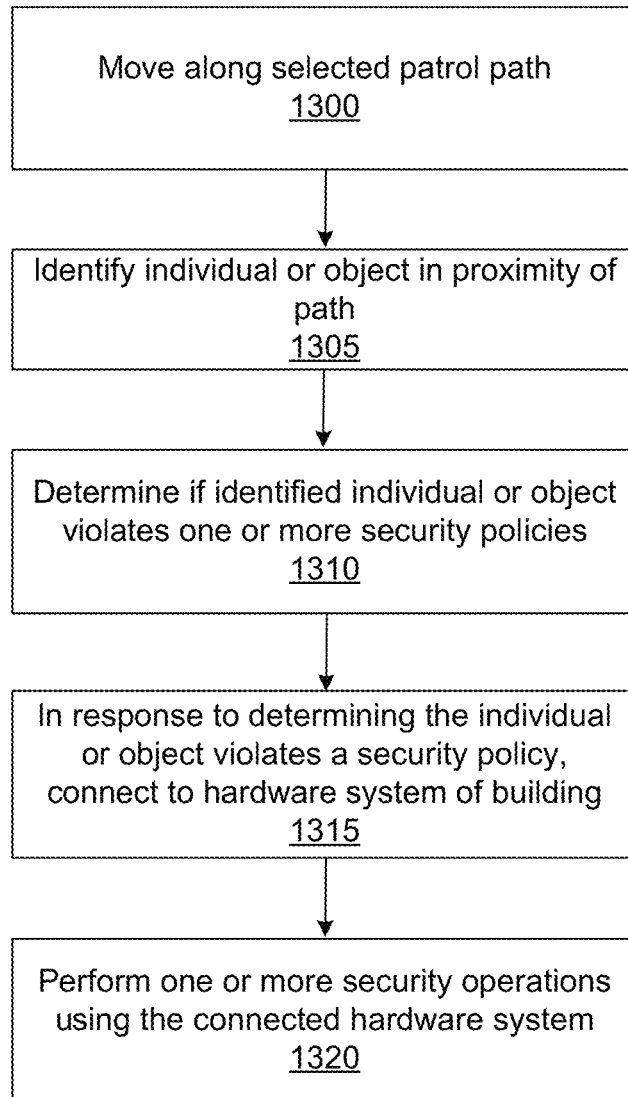 Move along selected patrol path
1300
Identify individual or object in proximity of
path
1305
Determine if identified individual or object
violates one or more security policies
1310
In response to determining the individual
or object violates a security policy,
connect to hardware system of building
1315
Perform one or more security operations
using the connected hardware system
1320